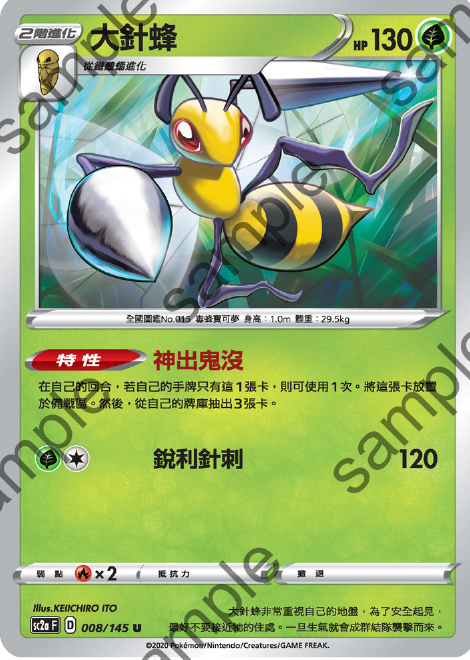 2階進化
大針蜂
HP 130
從鐵殼蛹進化
全國圖鑑No.015 毒蜂寶可夢 身高：1.0m 體重：29.5kg
特性 神出鬼沒
在自己的回合，若自己的手牌只有這1張卡，則可使用1次。將這張卡放置
於備戰區。然後，從自己的牌庫抽出3張卡。
銳利針刺 120
弱點 ×2 抵抗力 撤退
Illus.KEIICHIRO ITO
sc2a F D 008/145 U
大針蜂非常重視自己的地盤，為了安全起見，
最好不要接近牠的住處。一旦生氣就會成群結隊襲擊而來。
©2020 Pokémon/Nintendo/Creatures/GAME FREAK.
sample
sample
sample
sample
sample
sample
sample
sample